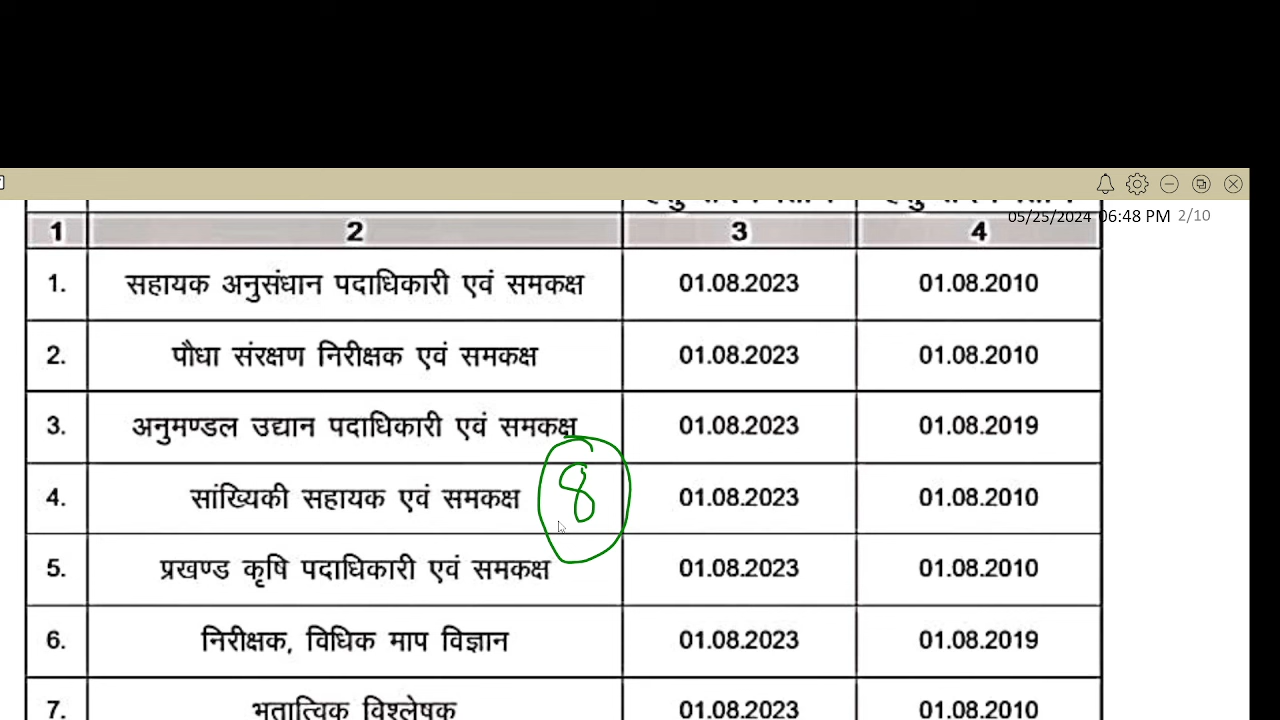 05/25/2024 06:48 PM 2/10
1 2 3 4
1. सहायक अनुसंधान पदाधिकारी एवं समकक्ष 01.08.2023 01.08.2010
2. पौधा संरक्षण निरीक्षक एवं समकक्ष 01.08.2023 01.08.2010
3. अनुमण्डल उद्यान पदाधिकारी एवं समकक्ष 01.08.2023 01.08.2019
4. सांख्यिकी सहायक एवं समकक्ष 8 01.08.2023 01.08.2010
5. प्रखण्ड कृषि पदाधिकारी एवं समकक्ष 01.08.2023 01.08.2010
6. निरीक्षक, विधिक माप विज्ञान 01.08.2023 01.08.2019
7. भूतात्विक विश्लेषक 01.08.2023 01.08.2010